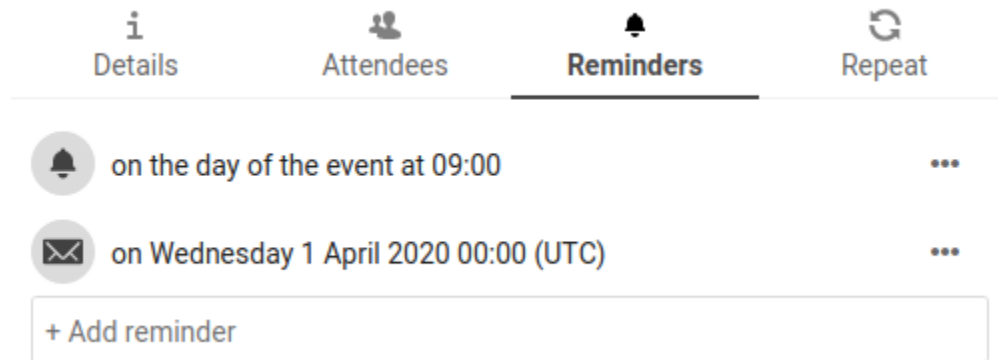 Details
Attendees
Reminders
Repeat
on the day of the event at 09:00
on Wednesday 1 April 2020 00:00 (UTC)
+ Add reminder